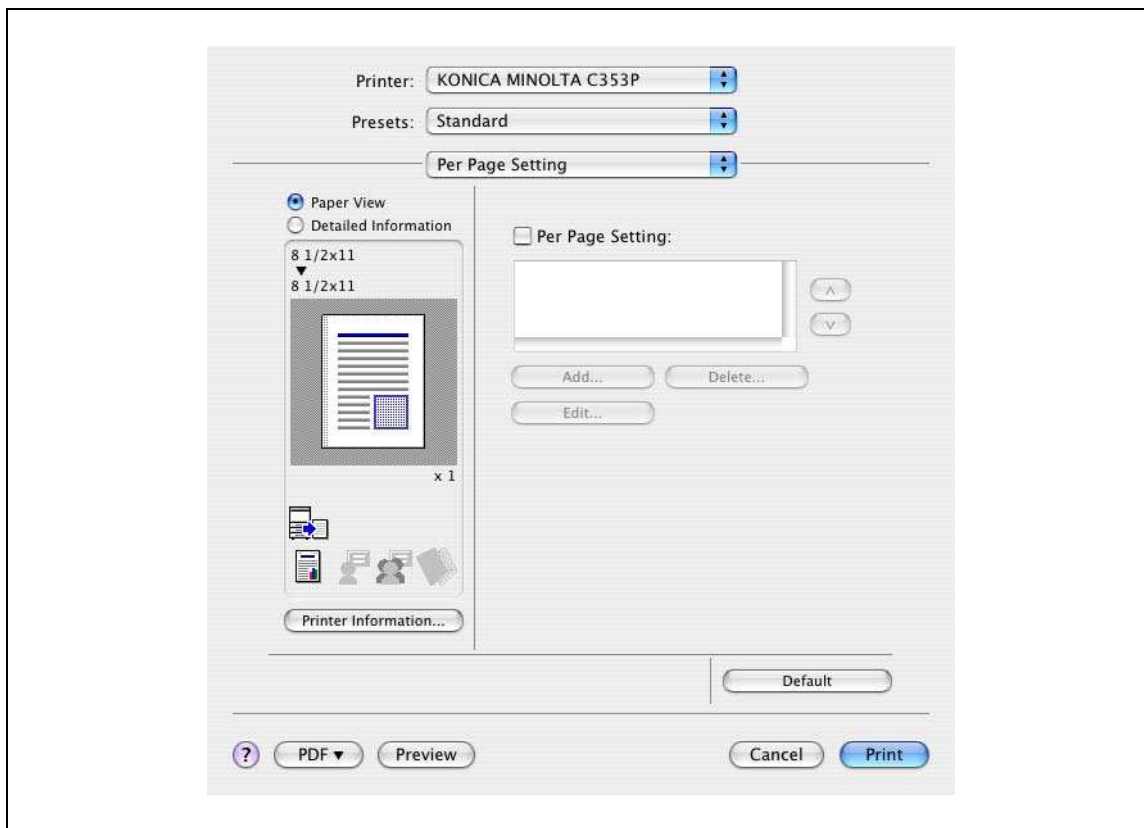 Printer: KONICA MINOLTA C353P
Presets: Standard
Per Page Setting
Paper View
Detailed Information
8 1/2x11
8 1/2x11
x 1
Printer Information...
Per Page Setting:
Add... Delete...
Edit...
Default
? PDF Preview Cancel Print